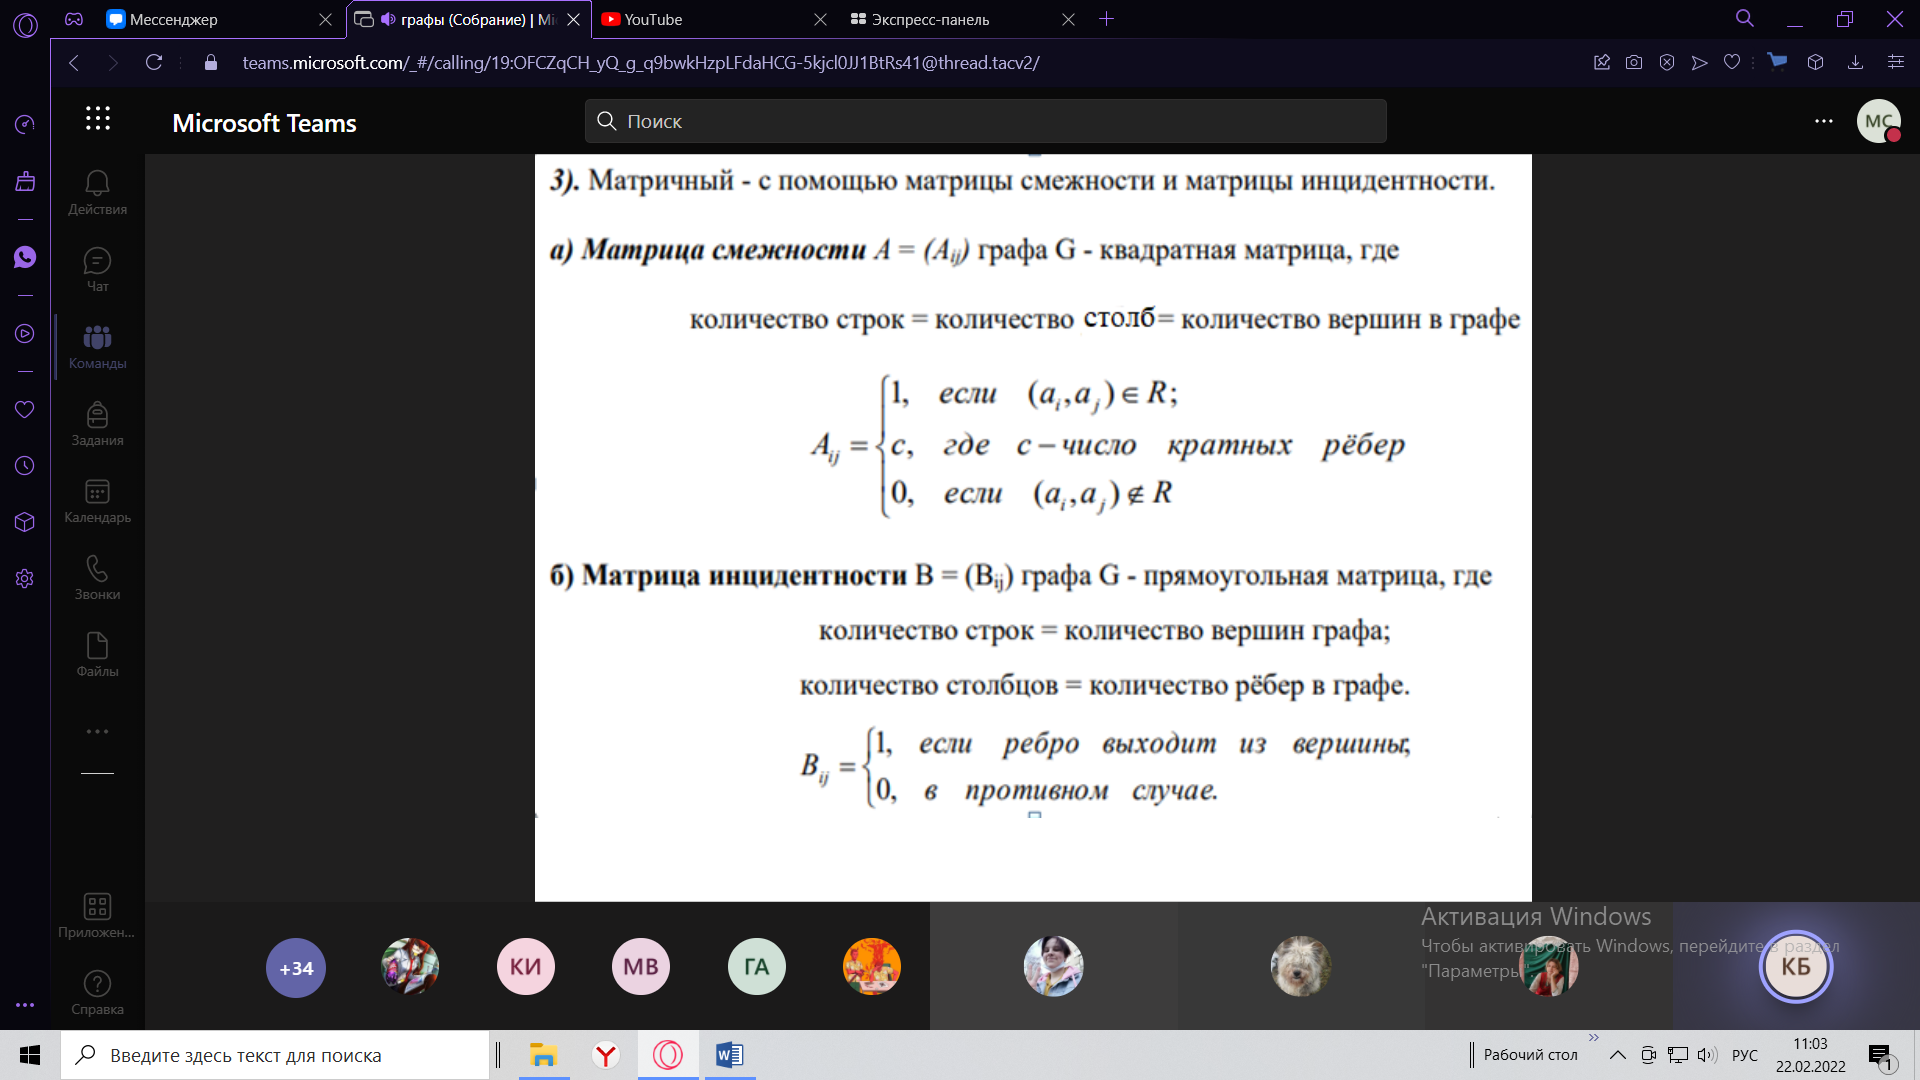 Мессенджер
графы (Собрание) | Mi
YouTube
Экспресс-панель
teams.microsoft.com/_#/calling/19:OFCZqCH_yQ_g_q9bwkHzpLFdaHCG-5kjcl0JJ1BtRs41@thread.tacv2/
Microsoft Teams
Поиск
МС
Действия
Чат
Команды
Задания
Календарь
Звонки
Файлы
Приложен...
Справка
3). Матричный - с помощью матрицы смежности и матрицы инцидентности.
а) Матрица смежности A = (Aij) графа G - квадратная матрица, где
количество строк = количество столб = количество вершин в графе
Aij = { 1, если (ai, aj) ∈ R;
c, где c – число кратных рёбер
0, если (ai, aj) ∉ R
б) Матрица инцидентности B = (Bij) графа G - прямоугольная матрица, где
количество строк = количество вершин графа;
количество столбцов = количество рёбер в графе.
Bij = { 1, если ребро выходит из вершины;
0, в противном случае.
+34
КИ
МВ
ГА
КБ
Активация Windows
Чтобы активировать Windows, перейдите в раздел
"Параметры"
Введите здесь текст для поиска
Рабочий стол
РУС
11:03
22.02.2022
1